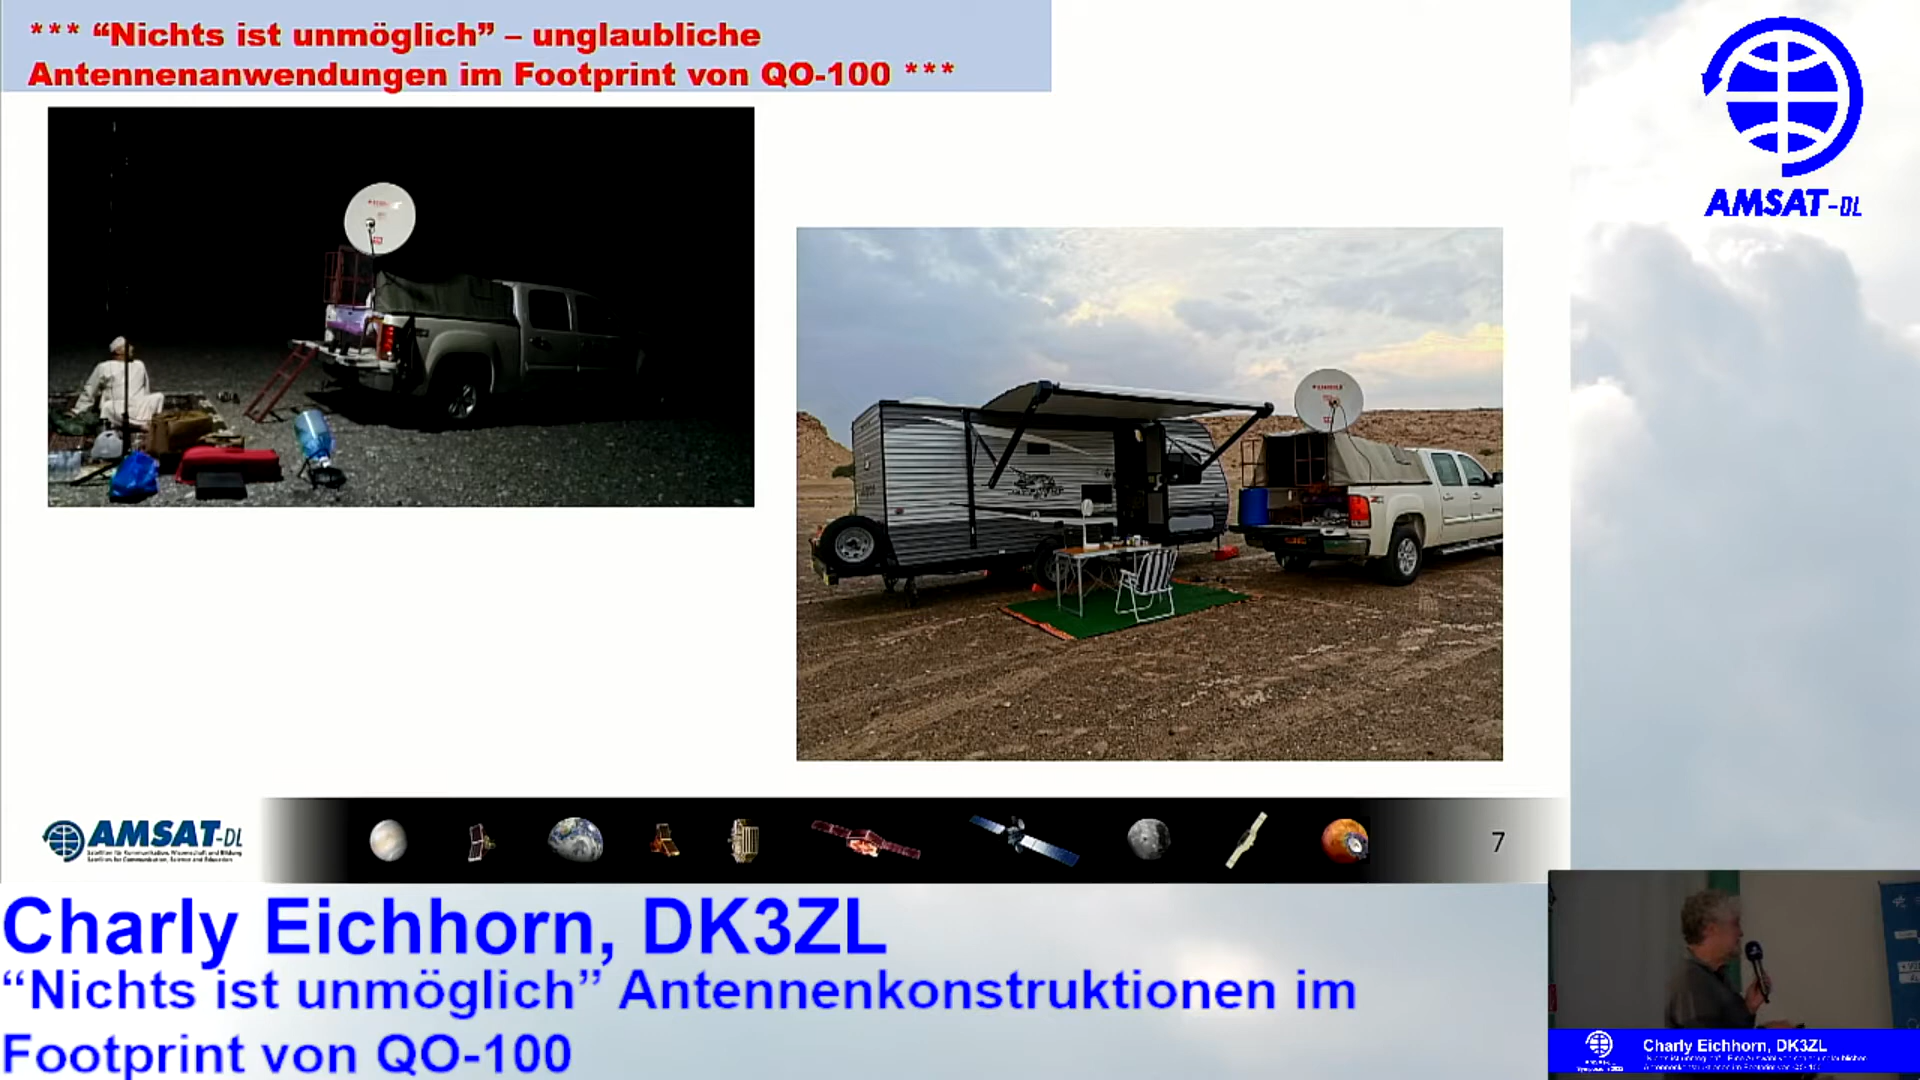 *** “Nichts ist unmöglich” – unglaubliche
Antennenanwendungen im Footprint von QO-100 ***
AMSAT-DL
AMSAT-DL
7
Charly Eichhorn, DK3ZL
“Nichts ist unmöglich” Antennenkonstruktionen im
Footprint von QO-100
Charly Eichhorn, DK3ZL